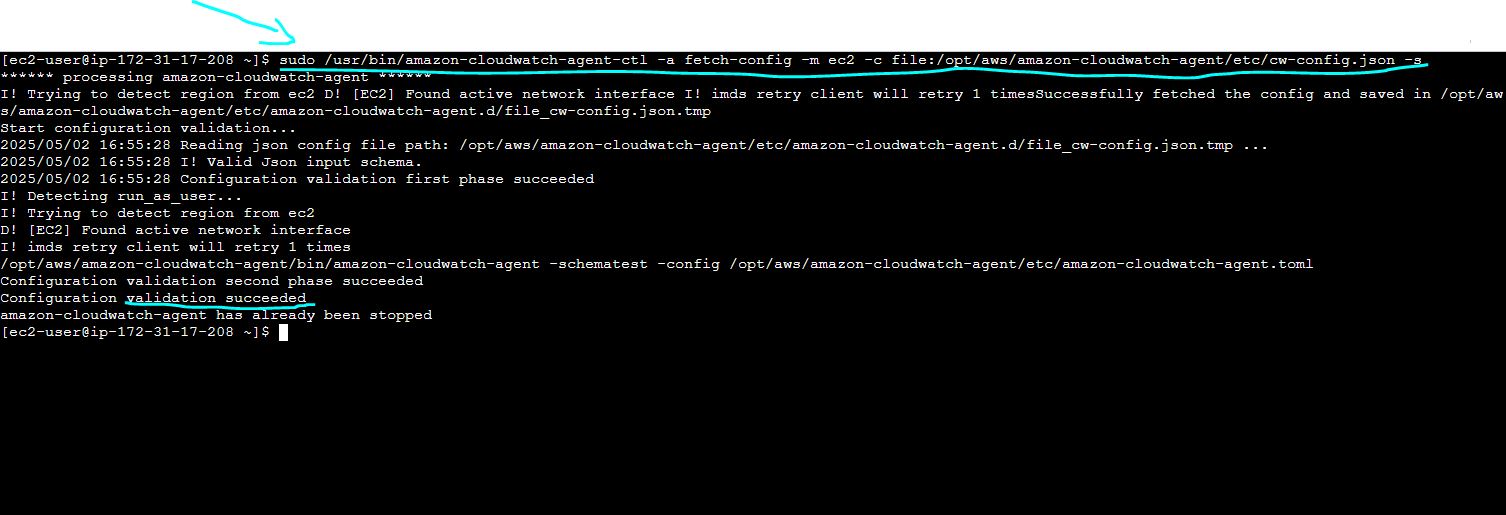 [ec2-user@ip-172-31-17-208 ~]$ sudo /usr/bin/amazon-cloudwatch-agent-ctl -a fetch-config -m ec2 -c file:/opt/aws/amazon-cloudwatch-agent/etc/cw-config.json -s
****** processing amazon-cloudwatch-agent ******
I! Trying to detect region from ec2 D! [EC2] Found active network interface I! imds retry client will retry 1 timesSuccessfully fetched the config and saved in /opt/aw
s/amazon-cloudwatch-agent/etc/amazon-cloudwatch-agent.d/file_cw-config.json.tmp
Start configuration validation...
2025/05/02 16:55:28 Reading json config file path: /opt/aws/amazon-cloudwatch-agent/etc/amazon-cloudwatch-agent.d/file_cw-config.json.tmp ...
2025/05/02 16:55:28 I! Valid Json input schema.
2025/05/02 16:55:28 Configuration validation first phase succeeded
I! Detecting run_as_user...
I! Trying to detect region from ec2
D! [EC2] Found active network interface
I! imds retry client will retry 1 times
/opt/aws/amazon-cloudwatch-agent/bin/amazon-cloudwatch-agent -schematest -config /opt/aws/amazon-cloudwatch-agent/etc/amazon-cloudwatch-agent.toml
Configuration validation second phase succeeded
Configuration validation succeeded
amazon-cloudwatch-agent has already been stopped
[ec2-user@ip-172-31-17-208 ~]$